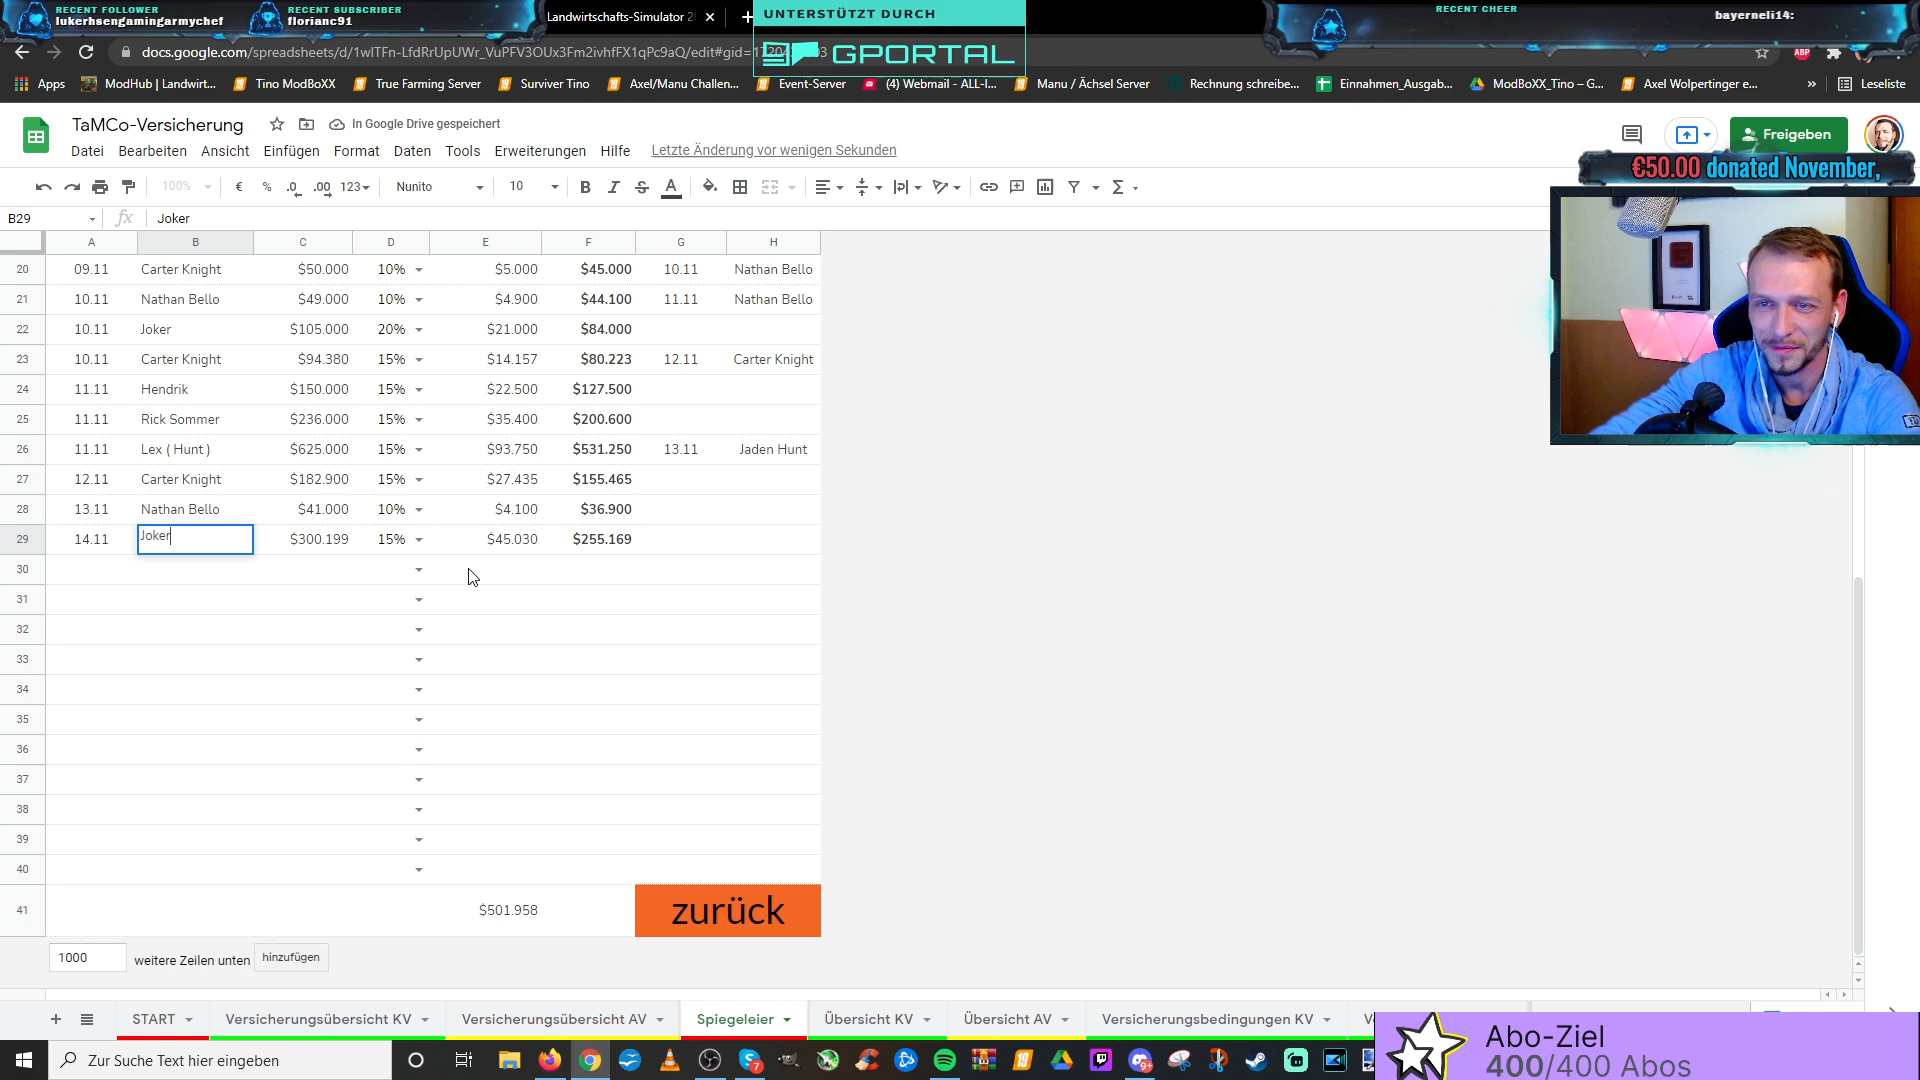 RECENT FOLLOWER
lukerhsengamingarmychef
RECENT SUBSCRIBER
florianc91
Landwirtschafts-Simulator 2
UNTERSTÜTZT DURCH
GPORTAL
RECENT CHEER
bayerneli14:
docs.google.com/spreadsheets/d/1wlTFn-LfdRrUpUWr_VuPFV3OUx3Fm2ivhfFX1qPc9aQ/edit#gid=
Apps
ModHub | Landwirt...
Tino ModBoXX
True Farming Server
Surviver Tino
Axel/Manu Challen...
Event-Server
(4) Webmail - ALL-I...
Manu / Ächsel Server
Rechnung schreibe...
Einnahmen_Ausgab...
ModBoXX_Tino – G...
Axel Wolpertinger e...
»
Leseliste
TaMCo-Versicherung
In Google Drive gespeichert
Datei Bearbeiten Ansicht Einfügen Format Daten Tools Erweiterungen Hilfe
Letzte Änderung vor wenigen Sekunden
Freigeben
€50.00 donated November,
100% € % .0 .00 123 Nunito 10 B I S A
B29 fx Joker
A B C D E F G H
20 09.11 Carter Knight $50.000 10% $5.000 $45.000 10.11 Nathan Bello
21 10.11 Nathan Bello $49.000 10% $4.900 $44.100 11.11 Nathan Bello
22 10.11 Joker $105.000 20% $21.000 $84.000
23 10.11 Carter Knight $94.380 15% $14.157 $80.223 12.11 Carter Knight
24 11.11 Hendrik $150.000 15% $22.500 $127.500
25 11.11 Rick Sommer $236.000 15% $35.400 $200.600
26 11.11 Lex ( Hunt ) $625.000 15% $93.750 $531.250 13.11 Jaden Hunt
27 12.11 Carter Knight $182.900 15% $27.435 $155.465
28 13.11 Nathan Bello $41.000 10% $4.100 $36.900
29 14.11 Joker $300.199 15% $45.030 $255.169
30
31
32
33
34
35
36
37
38
39
40
41 $501.958 zurück
1000 weitere Zeilen unten hinzufügen
START
Versicherungsübersicht KV
Versicherungsübersicht AV
Spiegeleier
Übersicht KV
Übersicht AV
Versicherungsbedingungen KV
Abo-Ziel
400/400 Abos
Zur Suche Text hier eingeben